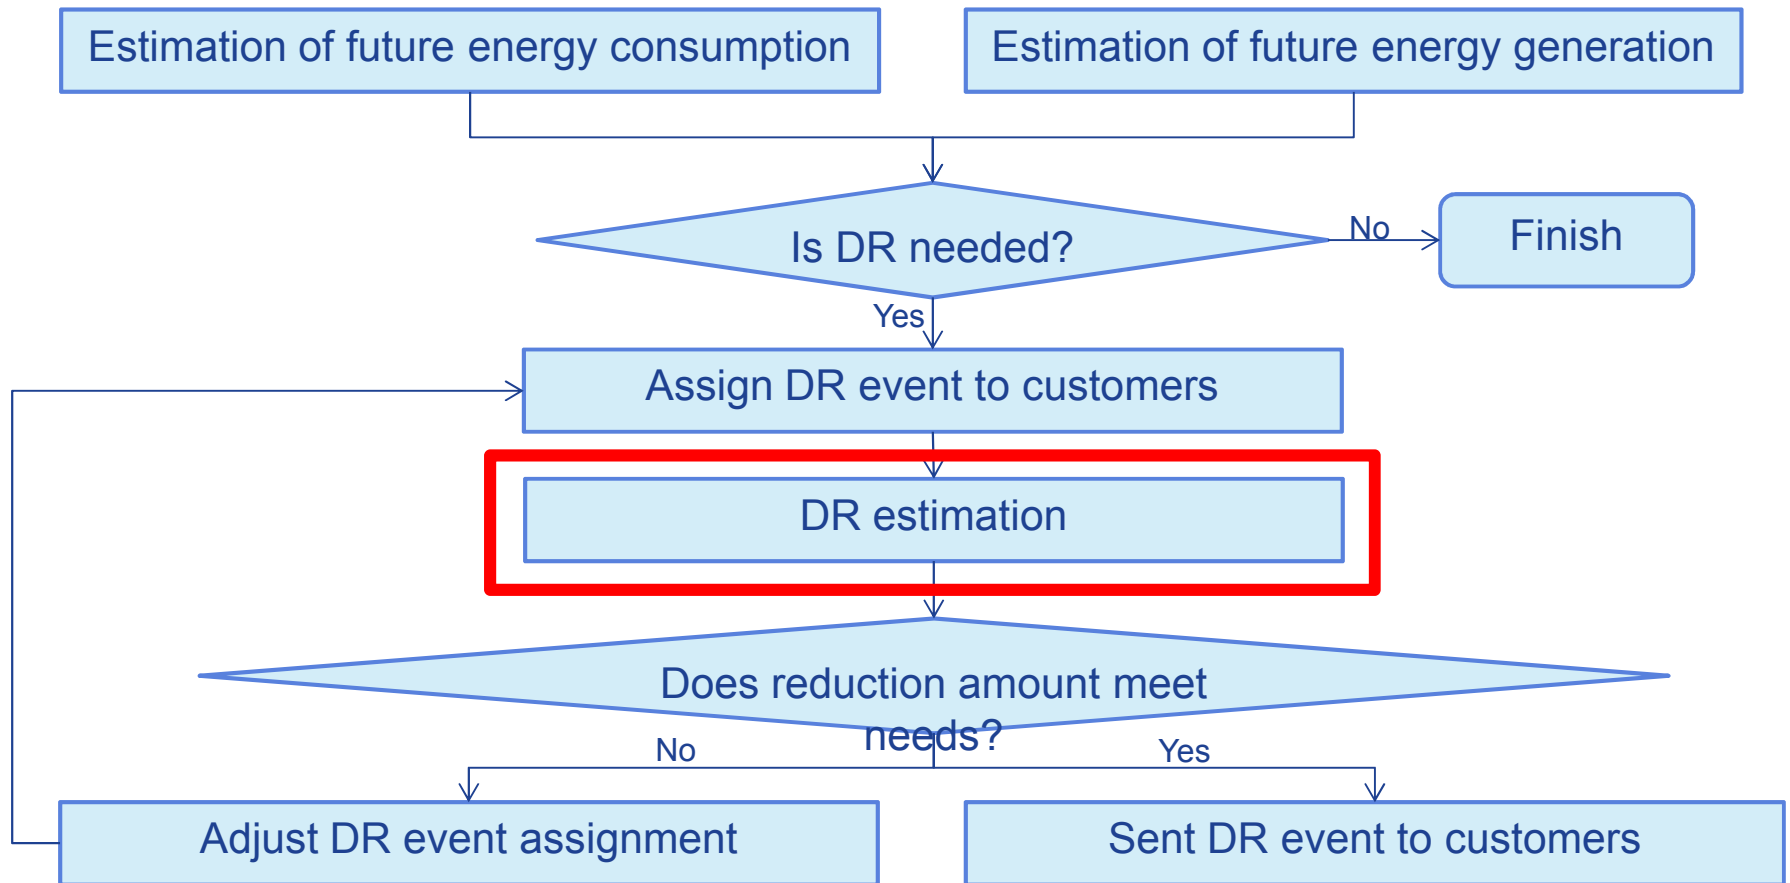 Estimation of future energy consumption
Estimation of future energy generation
Is DR needed?
No
Finish
Yes
Assign DR event to customers
DR estimation
Does reduction amount meet
needs?
No
Yes
Adjust DR event assignment
Sent DR event to customers